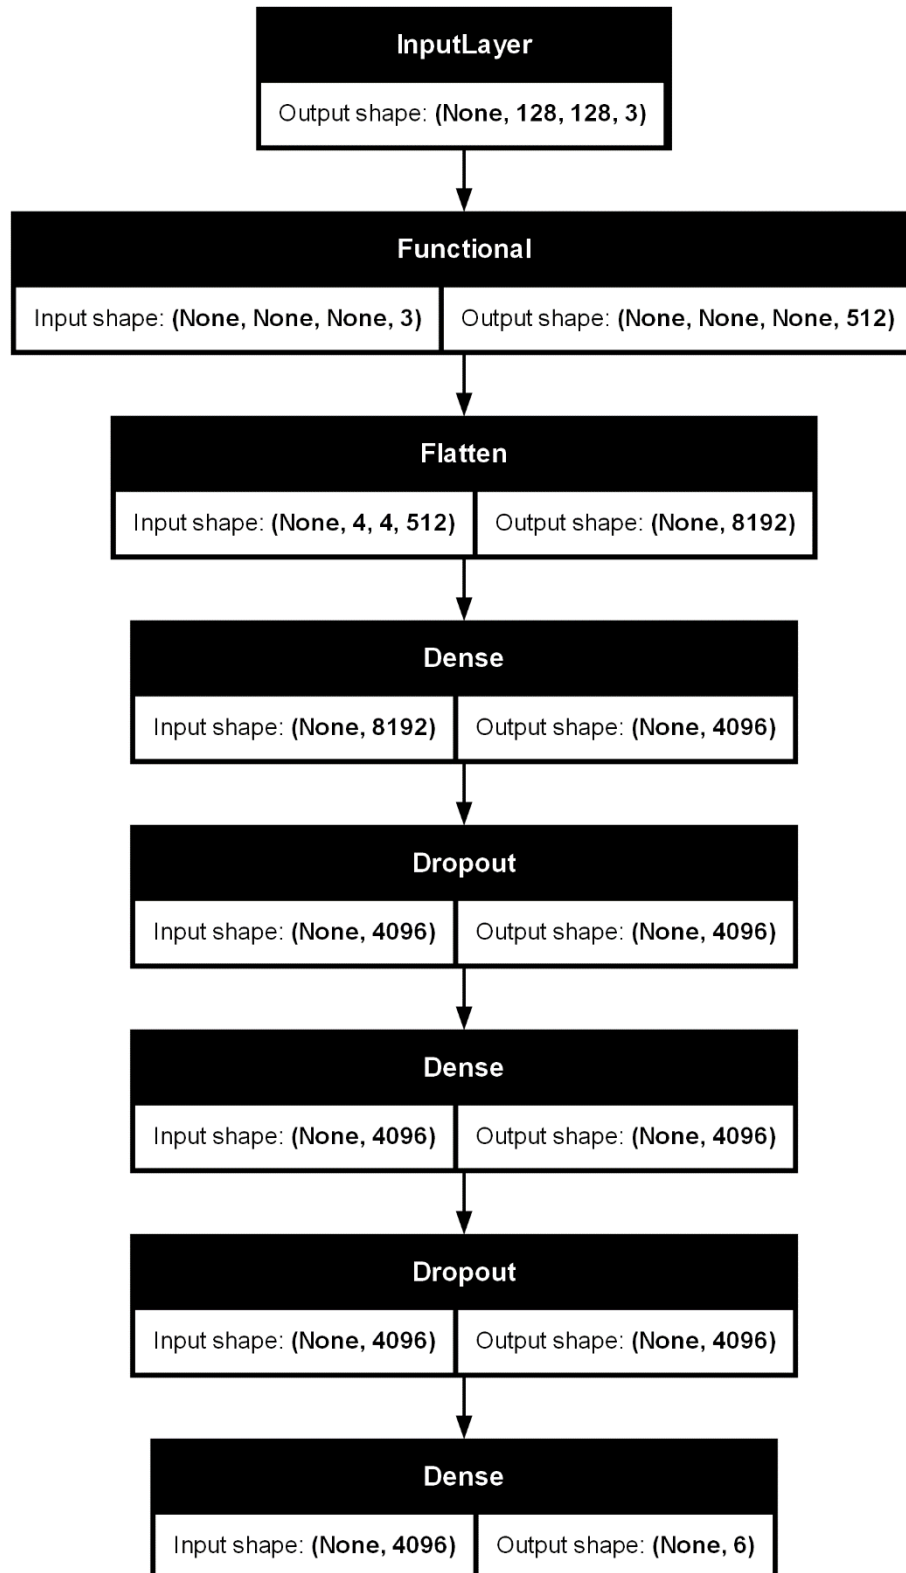 InputLayer
Output shape: (None, 128, 128, 3)
Functional
Input shape: (None, None, None, 3) Output shape: (None, None, None, 512)
Flatten
Input shape: (None, 4, 4, 512) Output shape: (None, 8192)
Dense
Input shape: (None, 8192) Output shape: (None, 4096)
Dropout
Input shape: (None, 4096) Output shape: (None, 4096)
Dense
Input shape: (None, 4096) Output shape: (None, 4096)
Dropout
Input shape: (None, 4096) Output shape: (None, 4096)
Dense
Input shape: (None, 4096) Output shape: (None, 6)